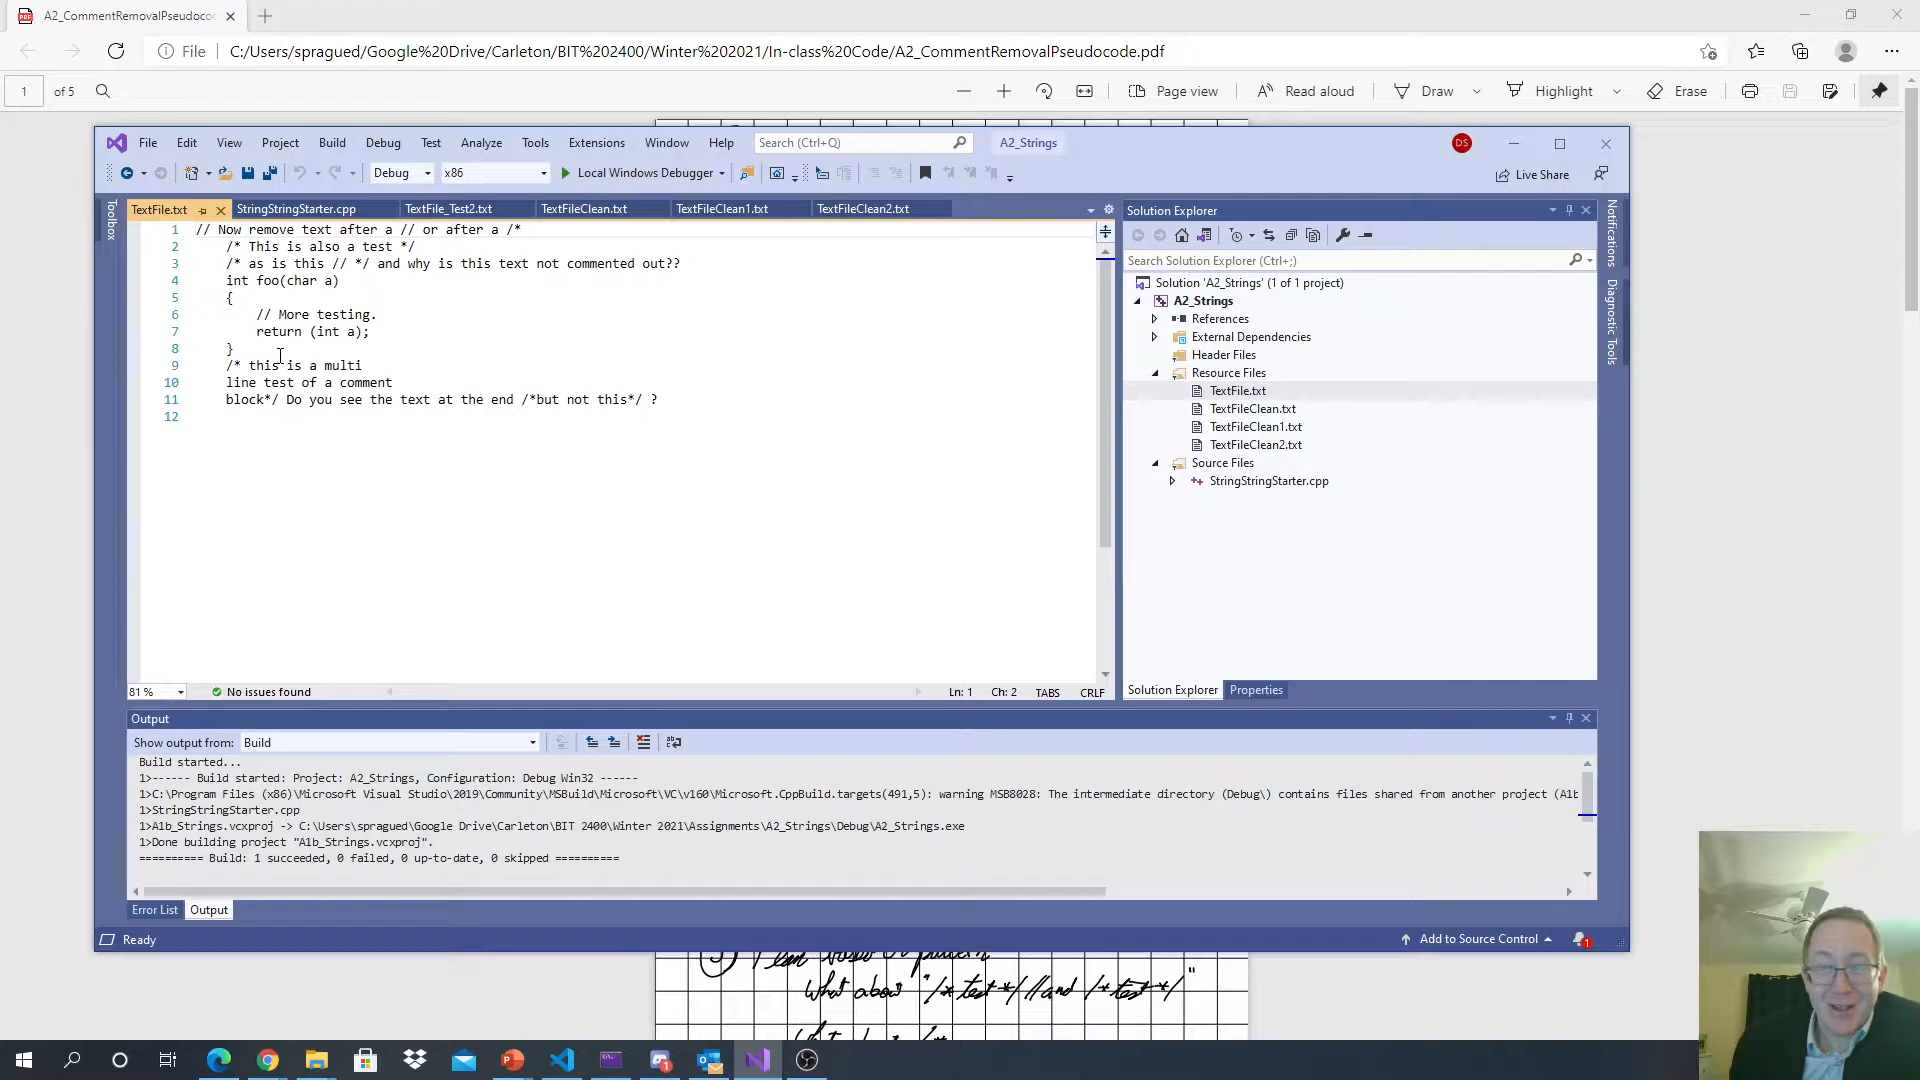 A2_CommentRemovalPseudoco
File C:/Users/spragued/Google%20Drive/Carleton/BIT%202400/Winter%202021/In-class%20Code/A2_CommentRemovalPseudocode.pdf
1 of 5 Page view Read aloud Draw Highlight Erase
File Edit View Project Build Debug Test Analyze Tools Extensions Window Help Search (Ctrl+Q) A2_Strings DS
Debug x86 Local Windows Debugger Live Share
Toolbox
TextFile.txt StringStringStarter.cpp TextFile_Test2.txt TextFileClean.txt TextFileClean1.txt TextFileClean2.txt
1 // Now remove text after a // or after a /*
2 /* This is also a test */
3 /* as is this // */ and why is this text not commented out??
4 int foo(char a)
5 {
6 // More testing.
7 return (int a);
8 }
9 /* this is a multi
10 line test of a comment
11 block*/ Do you see the text at the end /*but not this*/ ?
12
81 % No issues found Ln: 1 Ch: 2 TABS CRLF
Solution Explorer
Search Solution Explorer (Ctrl+;)
Solution 'A2_Strings' (1 of 1 project)
A2_Strings
References
External Dependencies
Header Files
Resource Files
TextFile.txt
TextFileClean.txt
TextFileClean1.txt
TextFileClean2.txt
Source Files
StringStringStarter.cpp
Solution Explorer Properties
Notifications
Diagnostic Tools
Output
Show output from: Build
Build started...
1>------ Build started: Project: A2_Strings, Configuration: Debug Win32 ------
1>C:\Program Files (x86)\Microsoft Visual Studio\2019\Community\MSBuild\Microsoft\VC\v160\Microsoft.CppBuild.targets(491,5): warning MSB8028: The intermediate directory (Debug\) contains files shared from another project (A1b
1>StringStringStarter.cpp
1>A1b_Strings.vcxproj -> C:\Users\spragued\Google Drive\Carleton\BIT 2400\Winter 2021\Assignments\A2_Strings\Debug\A2_Strings.exe
1>Done building project "A1b_Strings.vcxproj".
========== Build: 1 succeeded, 0 failed, 0 up-to-date, 0 skipped ==========
Error List Output
Ready Add to Source Control 1
What about "/* test */ // and /* test */"